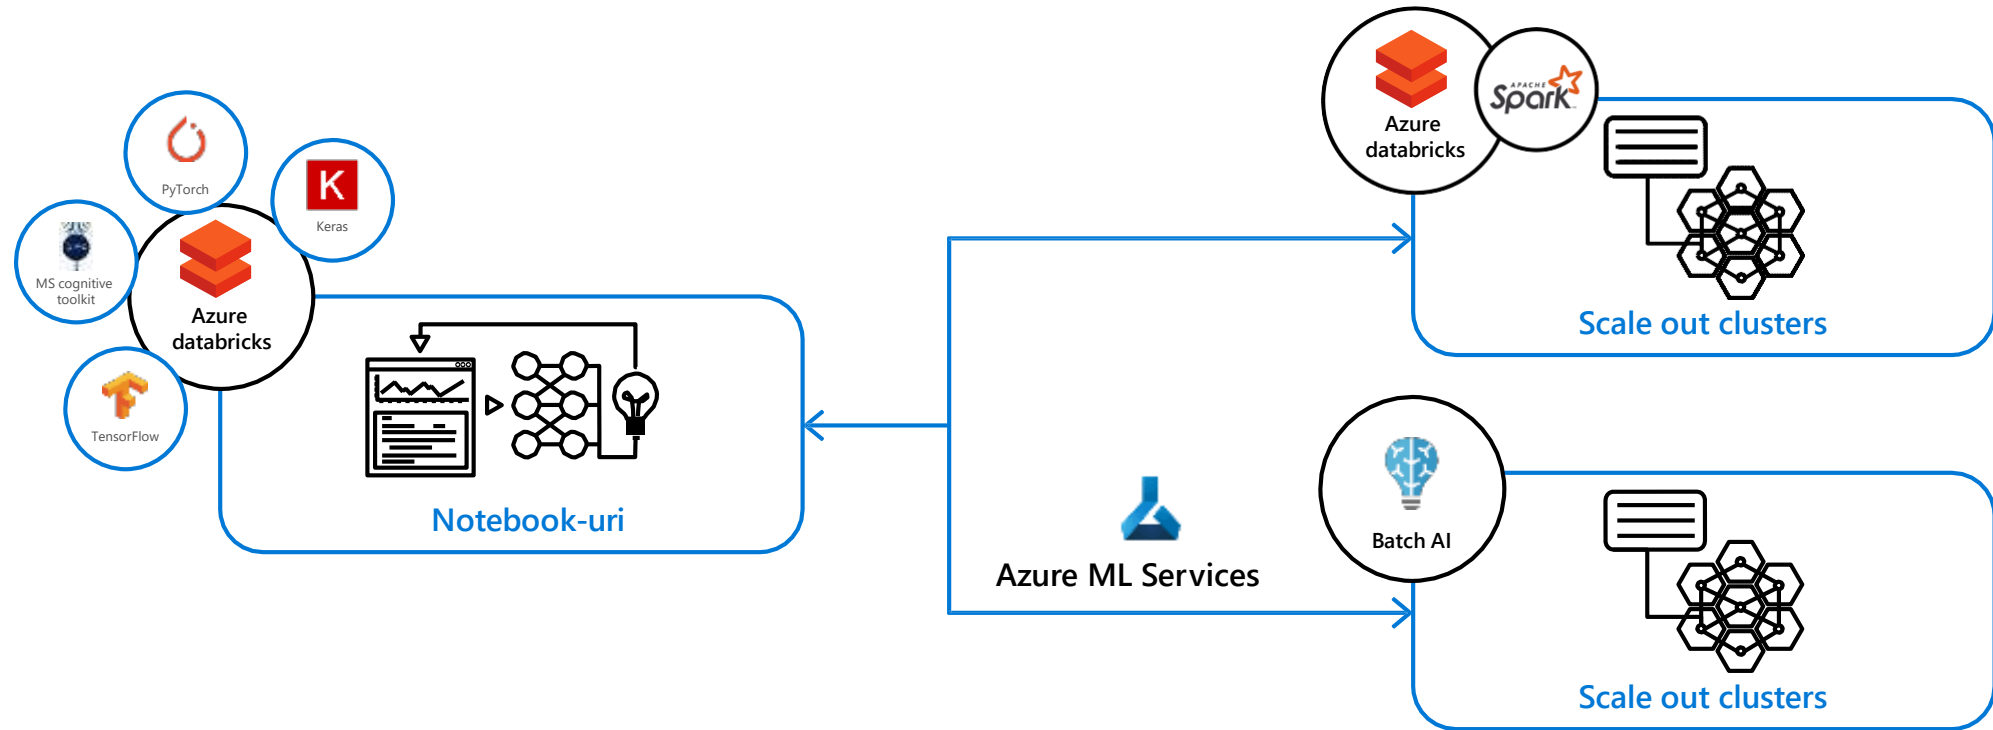 PyTorch
K
Keras
MS cognitive
toolkit
Azure
databricks
TensorFlow
Notebook-uri
Azure ML Services
Azure
databricks
APACHE
Spark
Scale out clusters
Batch AI
Scale out clusters